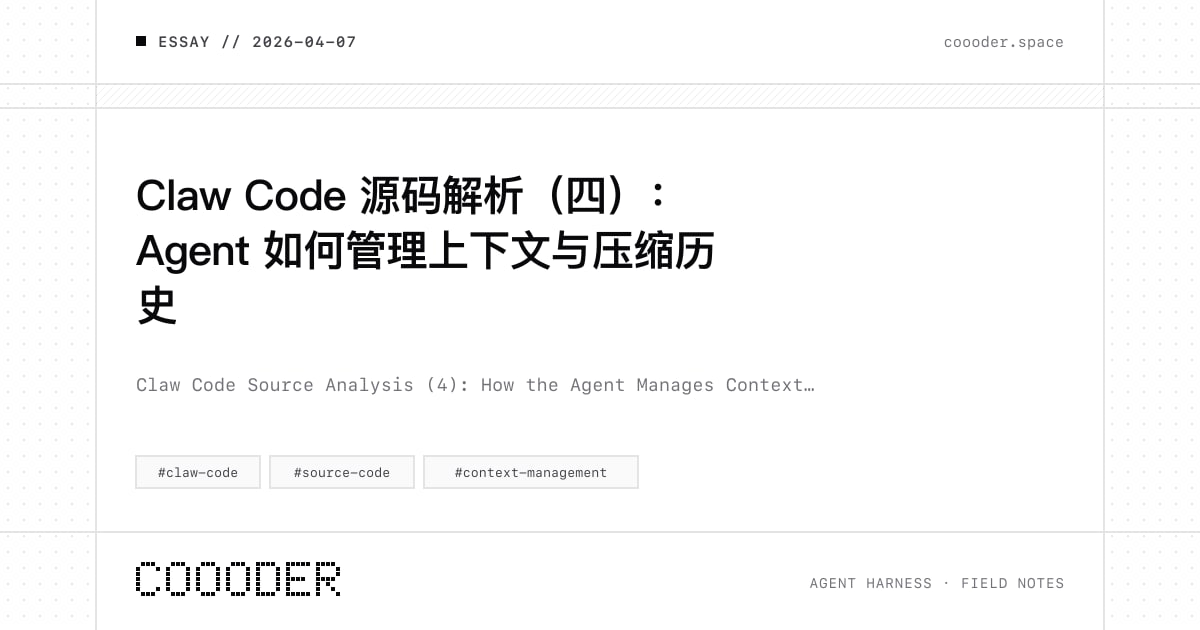 ESSAY // 2026-04-07
coooder.space
Claw Code 源码解析（四）：
Agent 如何管理上下文与压缩历
史
Claw Code Source Analysis (4): How the Agent Manages Context…
#claw-code
#source-code
#context-management
COOODER
AGENT HARNESS · FIELD NOTES